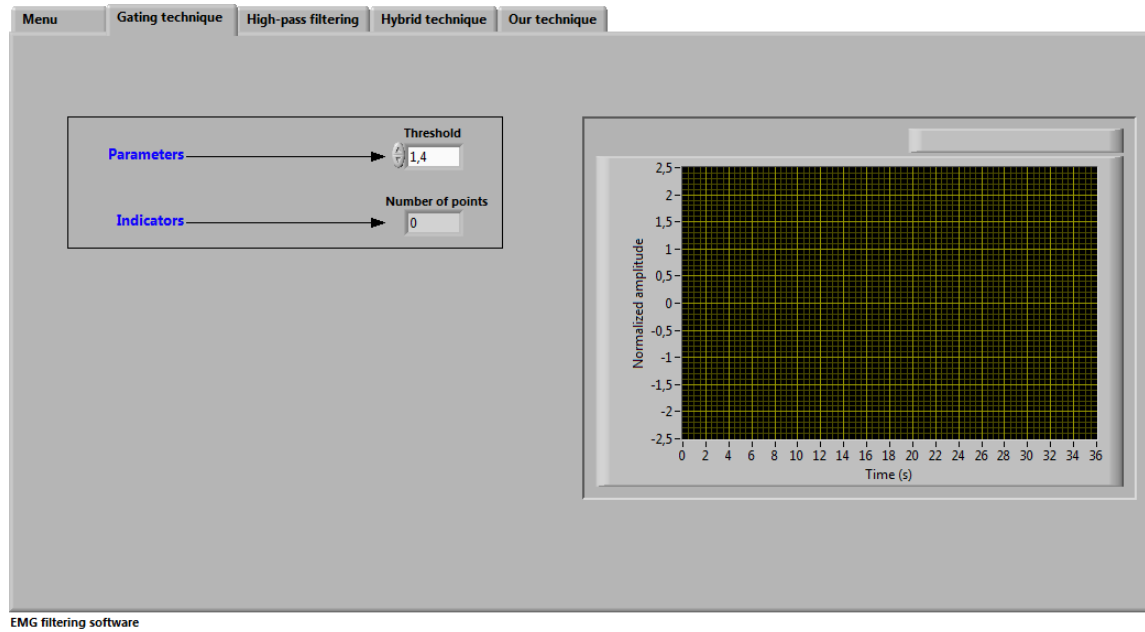 Menu Gating technique High-pass filtering Hybrid technique Our technique
Threshold
Parameters 1,4
Number of points
Indicators 0
2,5
2
1,5
1
0,5
0
-0,5
-1
-1,5
-2
-2,5
Normalized amplitude
0 2 4 6 8 10 12 14 16 18 20 22 24 26 28 30 32 34 36
Time (s)
EMG filtering software